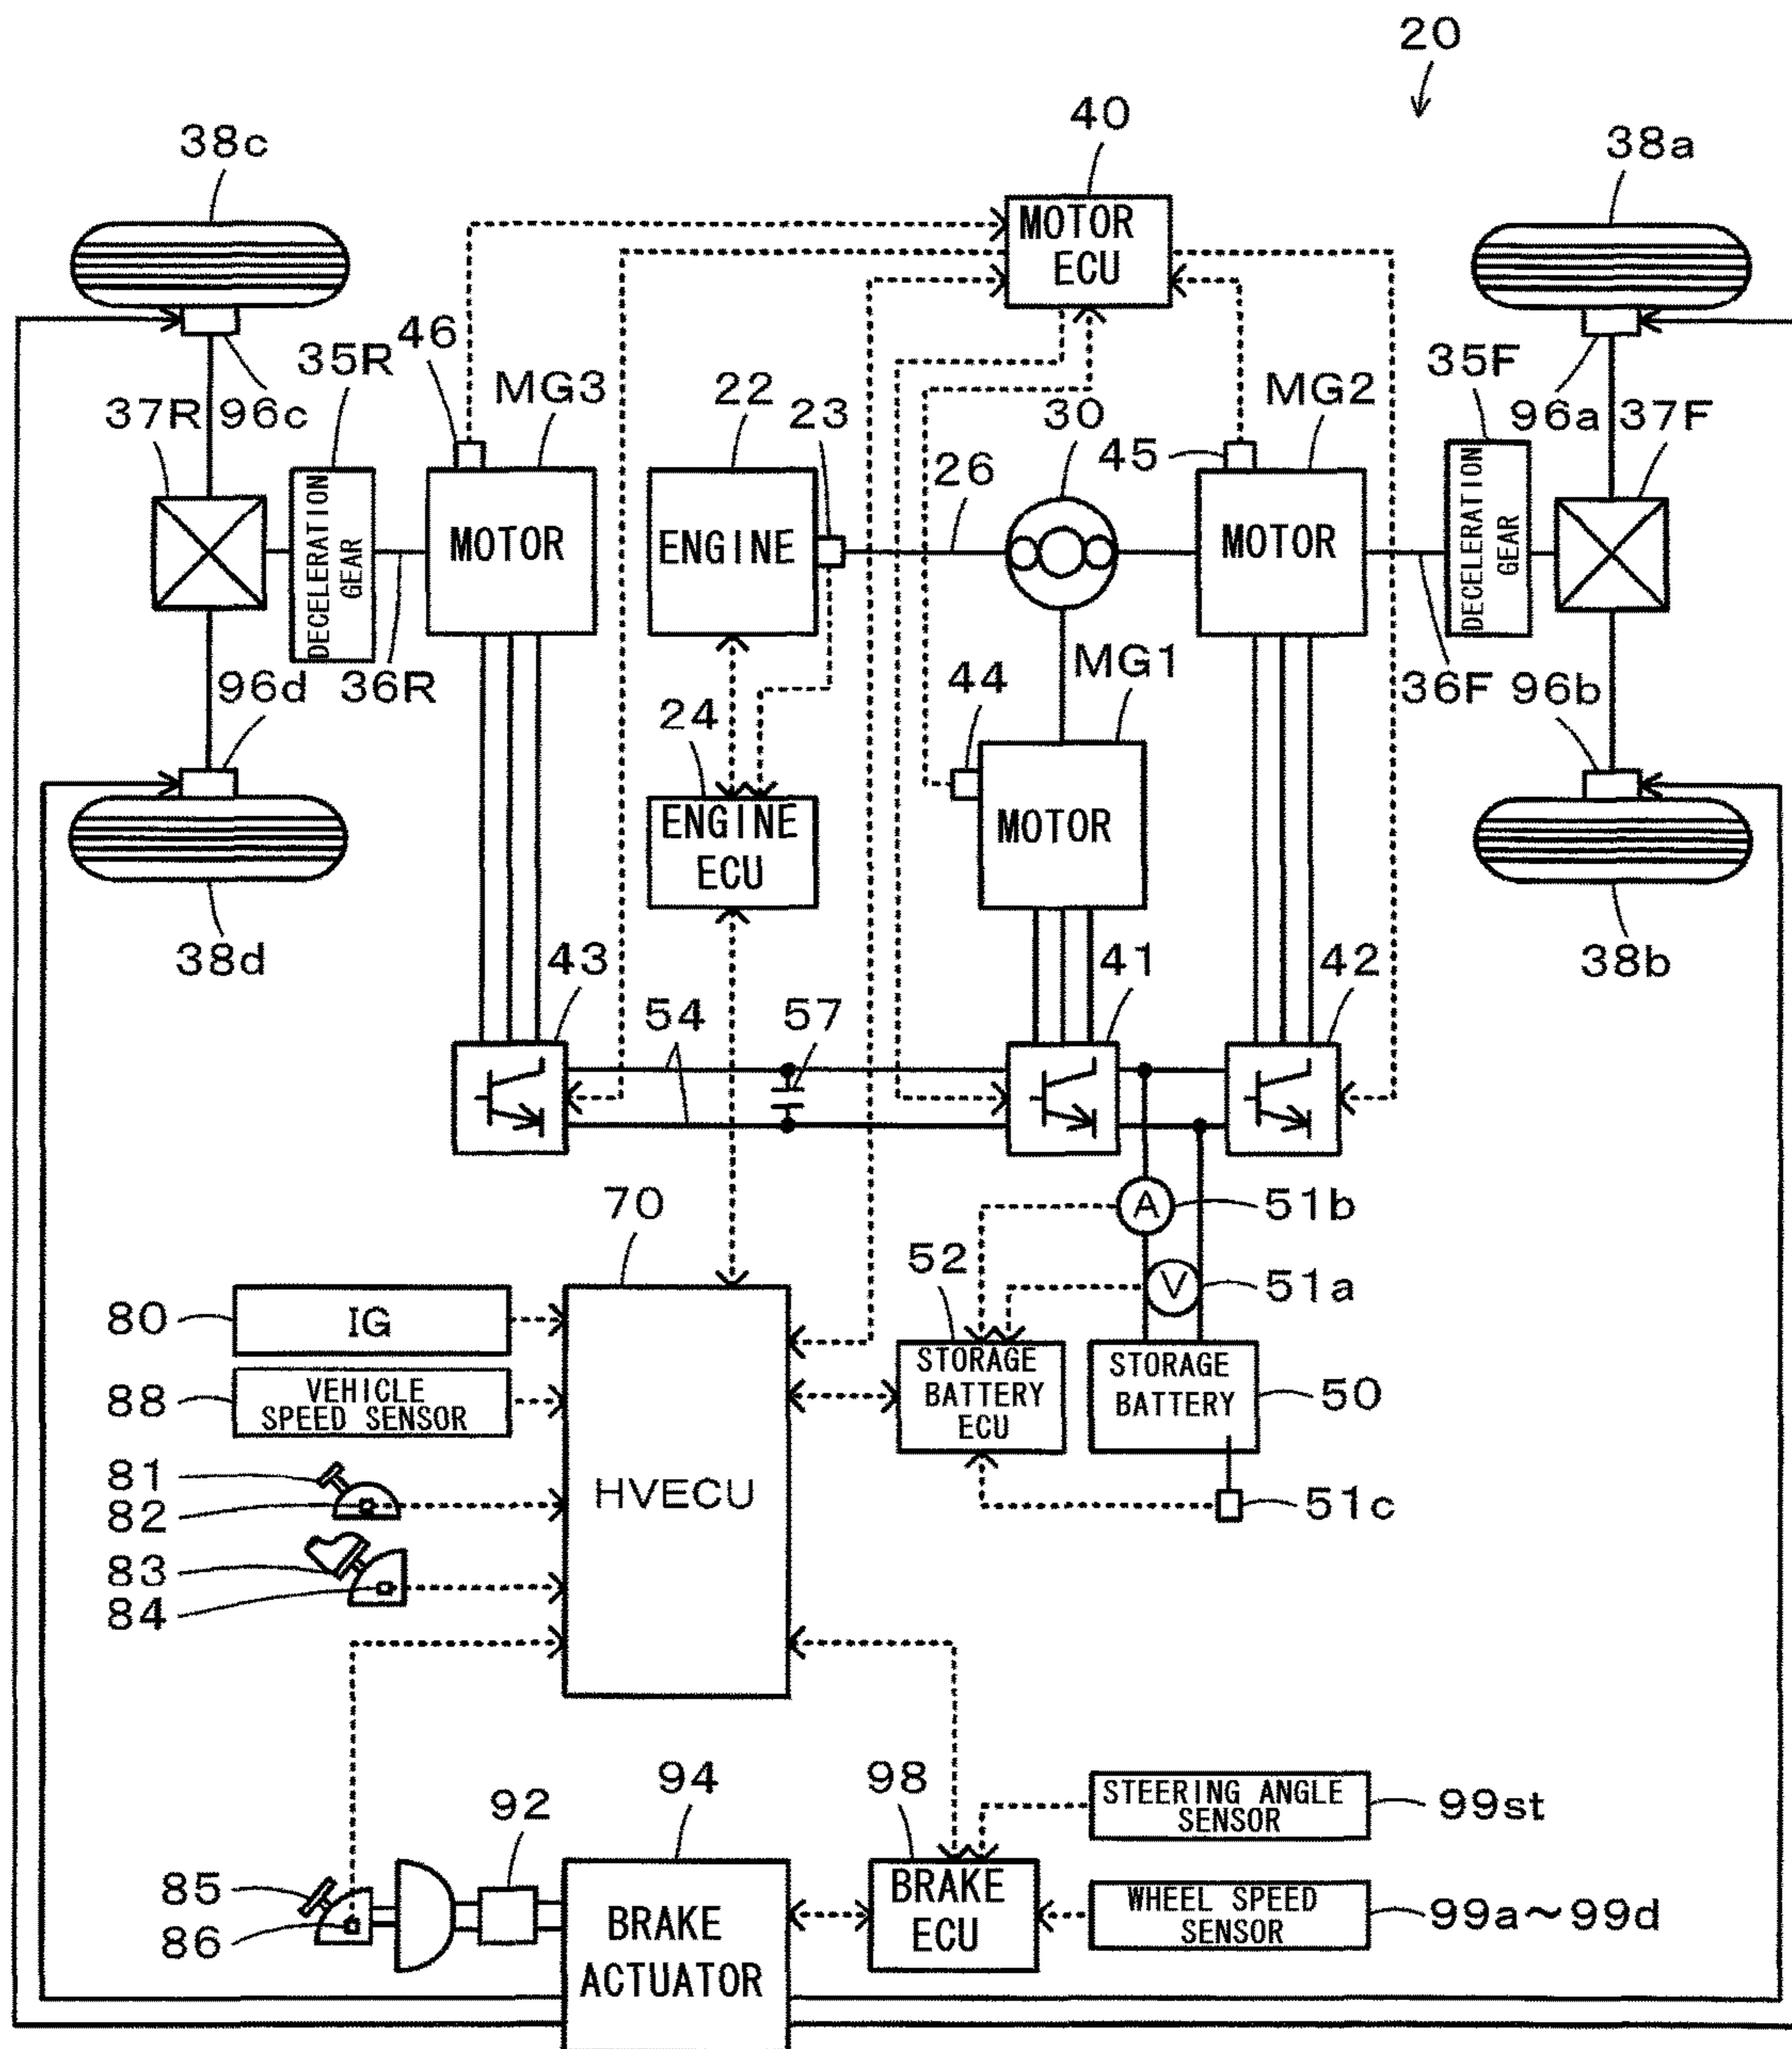 20
38c
40
38a
MOTOR
ECU
46
35R
MG3
22
23
30
MG2
35F
37R
96c
96a
37F
26
45
DECELERATION
GEAR
MOTOR
ENGINE
MOTOR
DECELERATION
GEAR
96d
36R
24
44
MG1
36F
96b
ENGINE
ECU
MOTOR
38d
43
41
42
38b
54
57
70
A
51b
52
V
51a
80
IG
STORAGE
BATTERY
ECU
STORAGE
BATTERY
50
88
VEHICLE
SPEED SENSOR
81
HVECU
51c
82
83
84
92
94
98
STEERING ANGLE
SENSOR
99st
85
86
BRAKE
ACTUATOR
BRAKE
ECU
WHEEL SPEED
SENSOR
99a～99d